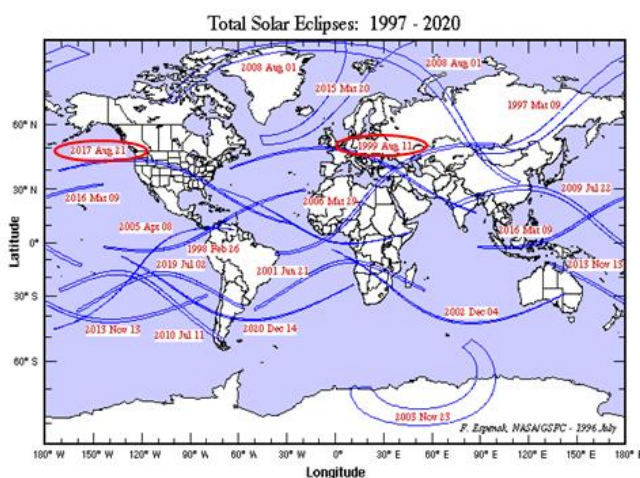 Total Solar Eclipses: 1997 - 2020
2008 Aug 01
2008 Aug 01
2015 Mar 20
1997 Mar 09
2017 Aug 21
1999 Aug 11
2016 Mar 09
2006 Mar 29
2009 Jul 22
2005 Apr 08
1998 Feb 26
2016 Mar 09
2019 Jul 02
2001 Jun 21
2013 Nov 13
2013 Nov 13
2010 Jul 11
2020 Dec 14
2002 Dec 04
2003 Nov 23
F. Espenak, NASA/GSFC - 1996 July
Latitude
60° N
30° N
0°
30° S
60° S
180° W 150° W 120° W 90° W 60° W 30° W 0° 30° E 60° E 90° E 120° E 150° E 180° E
Longitude